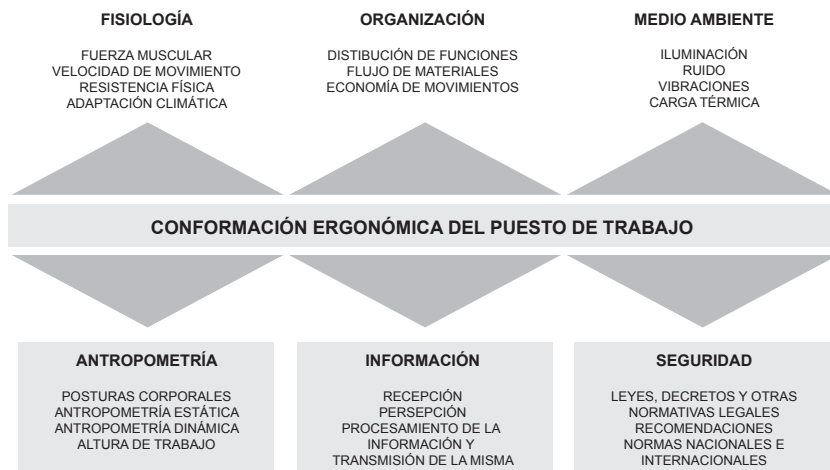 FISIOLOGÍA
FUERZA MUSCULAR
VELOCIDAD DE MOVIMIENTO
RESISTENCIA FÍSICA
ADAPTACIÓN CLIMÁTICA
ORGANIZACIÓN
DISTIBUCIÓN DE FUNCIONES
FLUJO DE MATERIALES
ECONOMÍA DE MOVIMIENTOS
MEDIO AMBIENTE
ILUMINACIÓN
RUIDO
VIBRACIONES
CARGA TÉRMICA
CONFORMACIÓN ERGONÓMICA DEL PUESTO DE TRABAJO
ANTROPOMETRÍA
POSTURAS CORPORALES
ANTROPOMETRÍA ESTÁTICA
ANTROPOMETRÍA DINÁMICA
ALTURA DE TRABAJO
INFORMACIÓN
RECEPCIÓN
PERSEPCIÓN
PROCESAMIENTO DE LA
INFORMACIÓN Y
TRANSMISIÓN DE LA MISMA
SEGURIDAD
LEYES, DECRETOS Y OTRAS
NORMATIVAS LEGALES
RECOMENDACIONES
NORMAS NACIONALES E
INTERNACIONALES